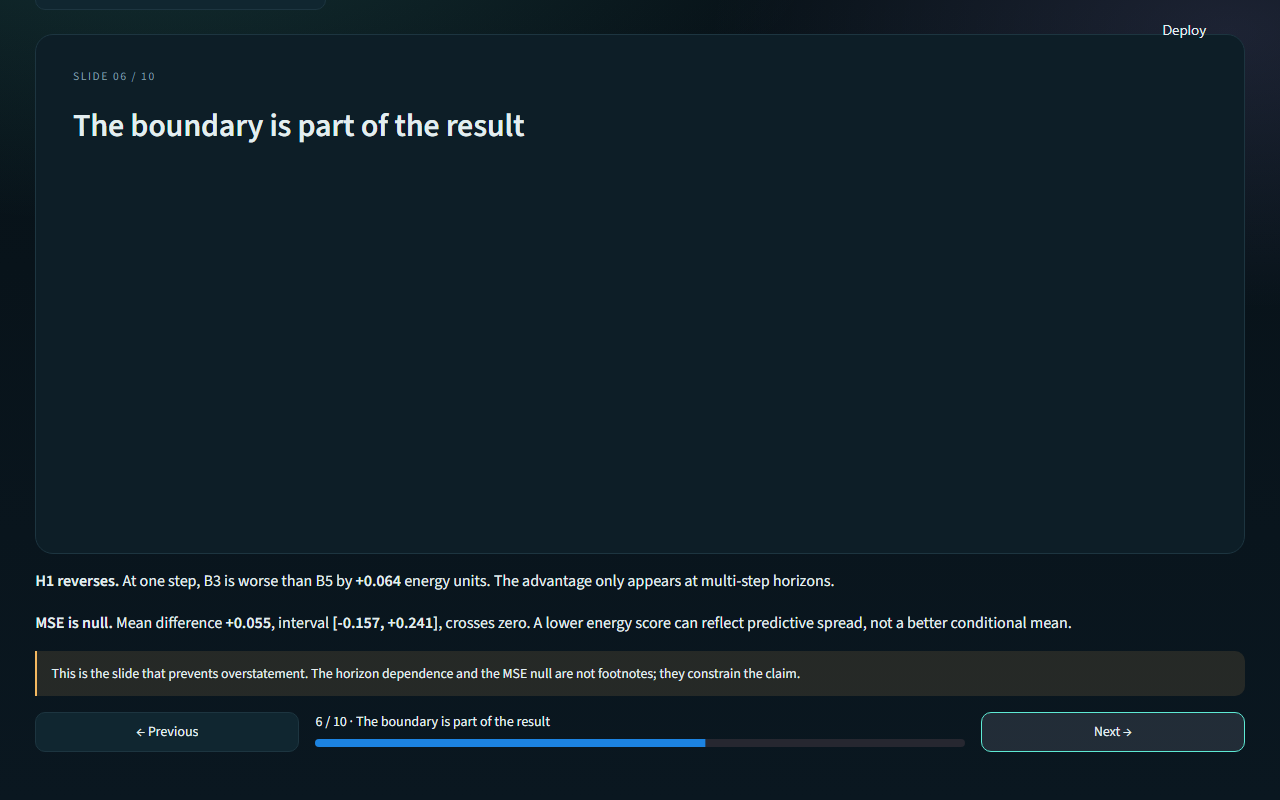 Deploy
SLIDE 06 / 10
The boundary is part of the result
H1 reverses. At one step, B3 is worse than B5 by +0.064 energy units. The advantage only appears at multi-step horizons.
MSE is null. Mean difference +0.055, interval [-0.157, +0.241], crosses zero. A lower energy score can reflect predictive spread, not a better conditional mean.
This is the slide that prevents overstatement. The horizon dependence and the MSE null are not footnotes; they constrain the claim.
← Previous
6 / 10 · The boundary is part of the result
Next →